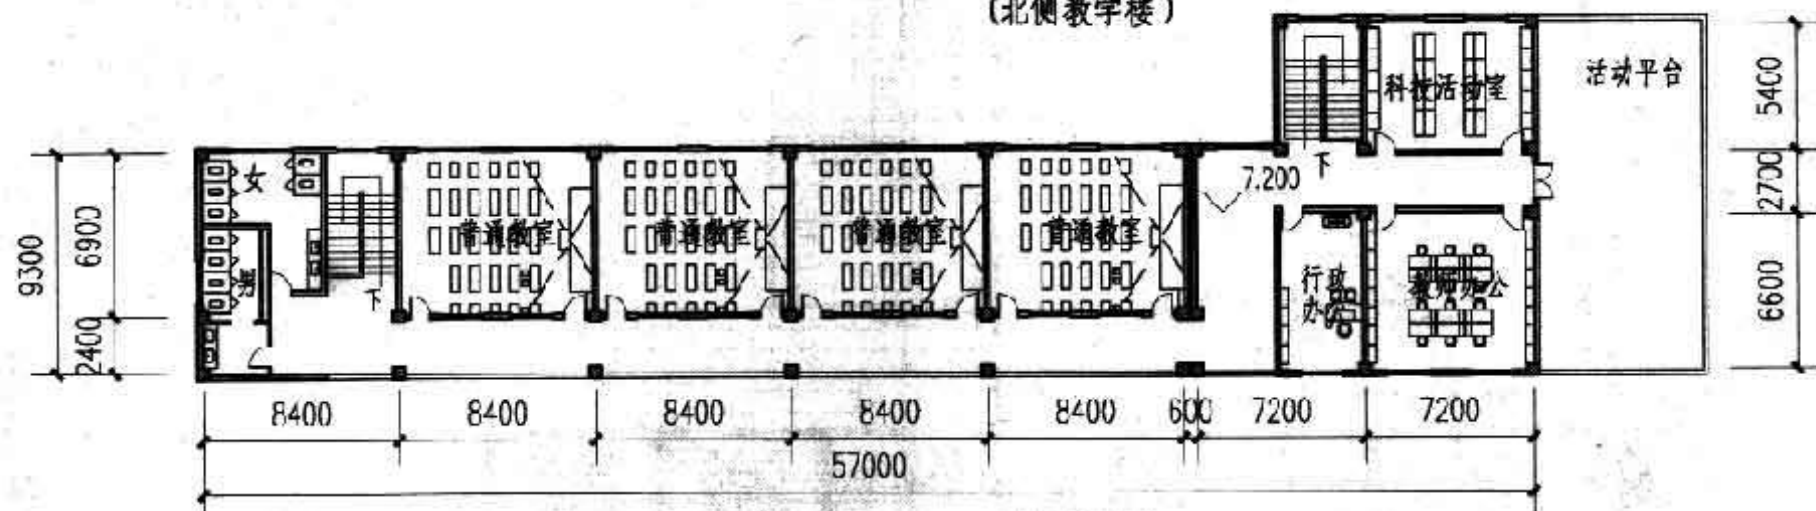 (北侧教学楼)
科技活动室
活动平台
5400
女
下
7.200
2700
9300
6900
普通教室
普通教室
普通教室
普通教室
男
下
行政
办公
教师办公
6600
2400
8400
8400
8400
8400
8400
600
7200
7200
57000